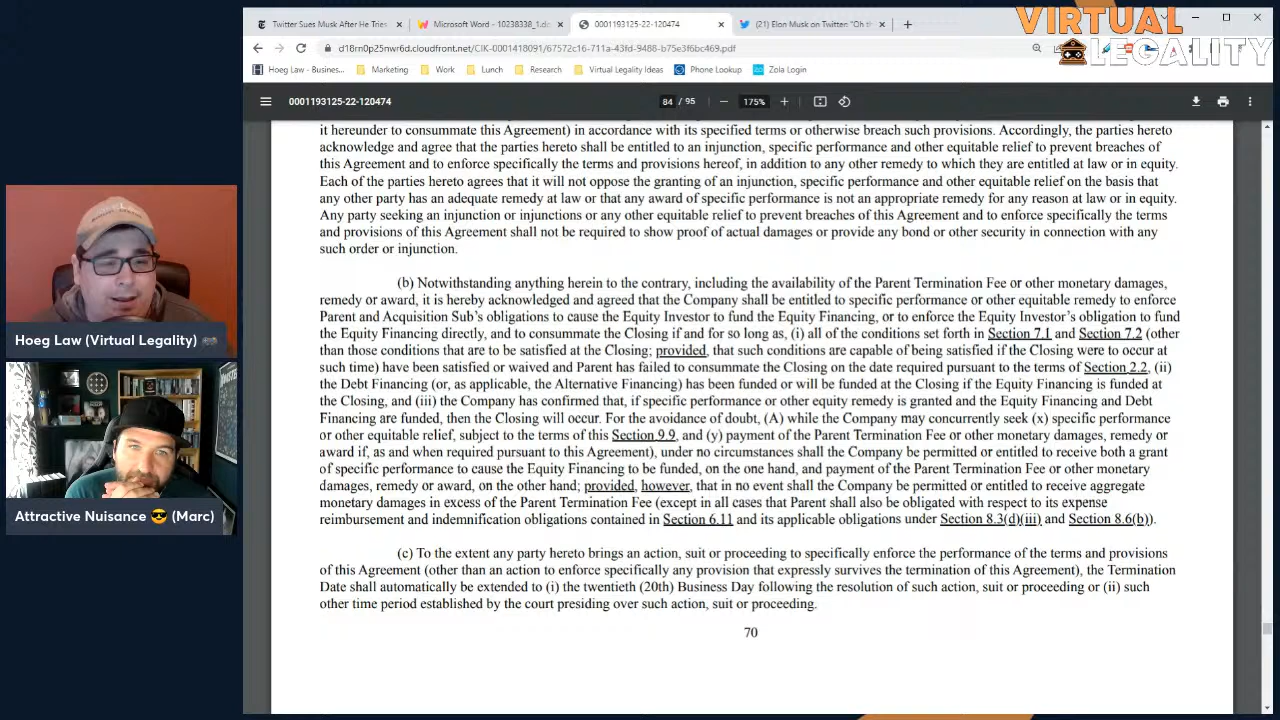 Twitter Sues Musk After He Tries
Microsoft Word - 10238338_1.d
0001193125-22-120474
(21) Elon Musk on Twitter: "Oh th
VIRTUAL
LEGALITY
d18rn0p25nwr6d.cloudfront.net/CIK-0001418091/67572c16-711a-43fd-9488-b75e3f6bc469.pdf
Hoeg Law - Busines... Marketing Work Lunch Research Virtual Legality Ideas Phone Lookup Zola Login
0001193125-22-120474 84 / 95 175%
it hereunder to consummate this Agreement) in accordance with its specified terms or otherwise breach such provisions. Accordingly, the parties hereto
acknowledge and agree that the parties hereto shall be entitled to an injunction, specific performance and other equitable relief to prevent breaches of
this Agreement and to enforce specifically the terms and provisions hereof, in addition to any other remedy to which they are entitled at law or in equity.
Each of the parties hereto agrees that it will not oppose the granting of an injunction, specific performance and other equitable relief on the basis that
any other party has an adequate remedy at law or that any award of specific performance is not an appropriate remedy for any reason at law or in equity.
Any party seeking an injunction or injunctions or any other equitable relief to prevent breaches of this Agreement and to enforce specifically the terms
and provisions of this Agreement shall not be required to show proof of actual damages or provide any bond or other security in connection with any
such order or injunction.
(b) Notwithstanding anything herein to the contrary, including the availability of the Parent Termination Fee or other monetary damages,
remedy or award, it is hereby acknowledged and agreed that the Company shall be entitled to specific performance or other equitable remedy to enforce
Parent and Acquisition Sub's obligations to cause the Equity Investor to fund the Equity Financing, or to enforce the Equity Investor's obligation to fund
the Equity Financing directly, and to consummate the Closing if and for so long as, (i) all of the conditions set forth in Section 7.1 and Section 7.2 (other
than those conditions that are to be satisfied at the Closing; provided, that such conditions are capable of being satisfied if the Closing were to occur at
such time) have been satisfied or waived and Parent has failed to consummate the Closing on the date required pursuant to the terms of Section 2.2, (ii)
the Debt Financing (or, as applicable, the Alternative Financing) has been funded or will be funded at the Closing if the Equity Financing is funded at
the Closing, and (iii) the Company has confirmed that, if specific performance or other equity remedy is granted and the Equity Financing and Debt
Financing are funded, then the Closing will occur. For the avoidance of doubt, (A) while the Company may concurrently seek (x) specific performance
or other equitable relief, subject to the terms of this Section 9.9, and (y) payment of the Parent Termination Fee or other monetary damages, remedy or
award if, as and when required pursuant to this Agreement), under no circumstances shall the Company be permitted or entitled to receive both a grant
of specific performance to cause the Equity Financing to be funded, on the one hand, and payment of the Parent Termination Fee or other monetary
damages, remedy or award, on the other hand; provided, however, that in no event shall the Company be permitted or entitled to receive aggregate
monetary damages in excess of the Parent Termination Fee (except in all cases that Parent shall also be obligated with respect to its expense
reimbursement and indemnification obligations contained in Section 6.11 and its applicable obligations under Section 8.3(d)(iii) and Section 8.6(b)).
(c) To the extent any party hereto brings an action, suit or proceeding to specifically enforce the performance of the terms and provisions
of this Agreement (other than an action to enforce specifically any provision that expressly survives the termination of this Agreement), the Termination
Date shall automatically be extended to (i) the twentieth (20th) Business Day following the resolution of such action, suit or proceeding or (ii) such
other time period established by the court presiding over such action, suit or proceeding.
70
Hoeg Law (Virtual Legality) 🎮
Attractive Nuisance 😎 (Marc)